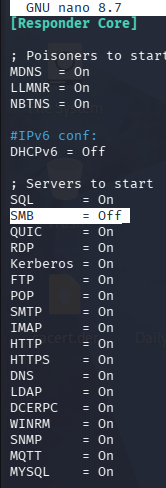 GNU nano 8.7
[Responder Core]
; Poisoners to start
MDNS = On
LLMNR = On
NBTNS = On
#IPv6 conf:
DHCPv6 = Off
; Servers to start
SQL = On
SMB = Off
QUIC = On
RDP = On
Kerberos = On
FTP = On
POP = On
SMTP = On
IMAP = On
HTTP = On
HTTPS = On
DNS = On
LDAP = On
DCERPC = On
WINRM = On
SNMP = On
MQTT = On
MYSQL = On